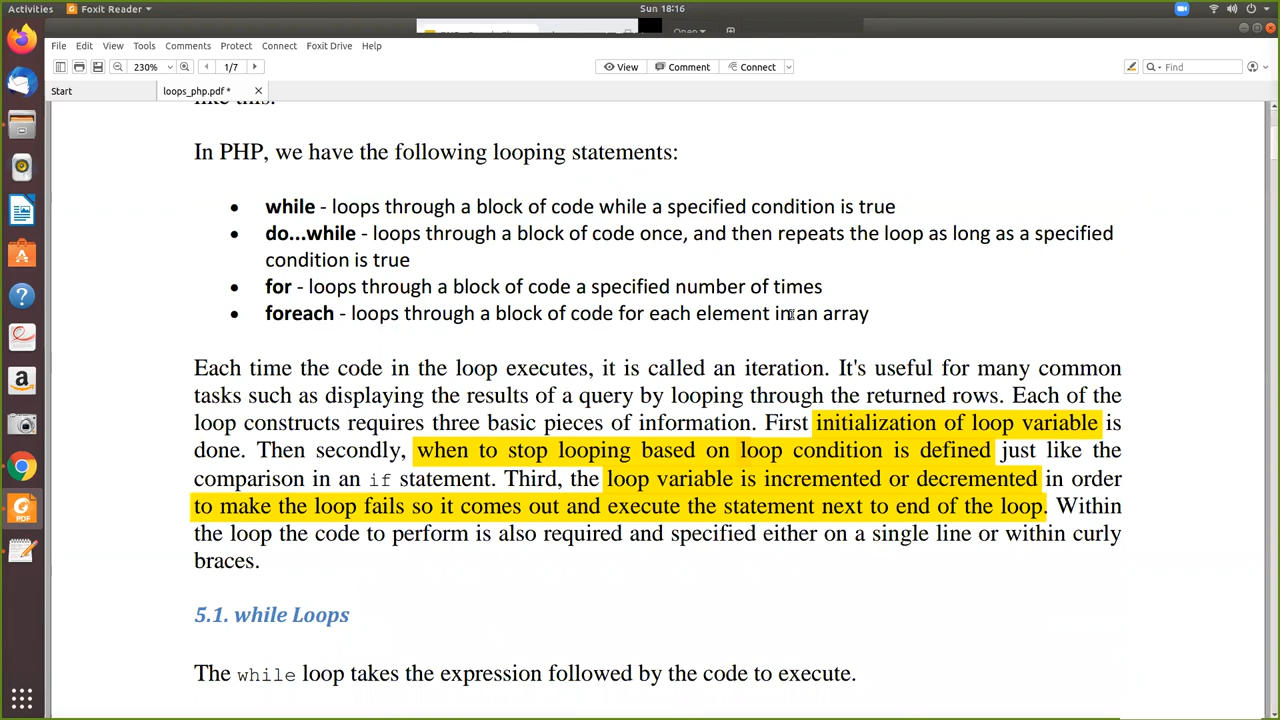 Activities Foxit Reader Sun 18:16
Open
File Edit View Tools Comments Protect Connect Foxit Drive Help
230% 1/7 View Comment Connect Find
Start loops_php.pdf *
like this.
In PHP, we have the following looping statements:
• while - loops through a block of code while a specified condition is true
• do...while - loops through a block of code once, and then repeats the loop as long as a specified
condition is true
• for - loops through a block of code a specified number of times
• foreach - loops through a block of code for each element in an array
Each time the code in the loop executes, it is called an iteration. It's useful for many common
tasks such as displaying the results of a query by looping through the returned rows. Each of the
loop constructs requires three basic pieces of information. First initialization of loop variable is
done. Then secondly, when to stop looping based on loop condition is defined just like the
comparison in an if statement. Third, the loop variable is incremented or decremented in order
to make the loop fails so it comes out and execute the statement next to end of the loop. Within
the loop the code to perform is also required and specified either on a single line or within curly
braces.
5.1. while Loops
The while loop takes the expression followed by the code to execute.